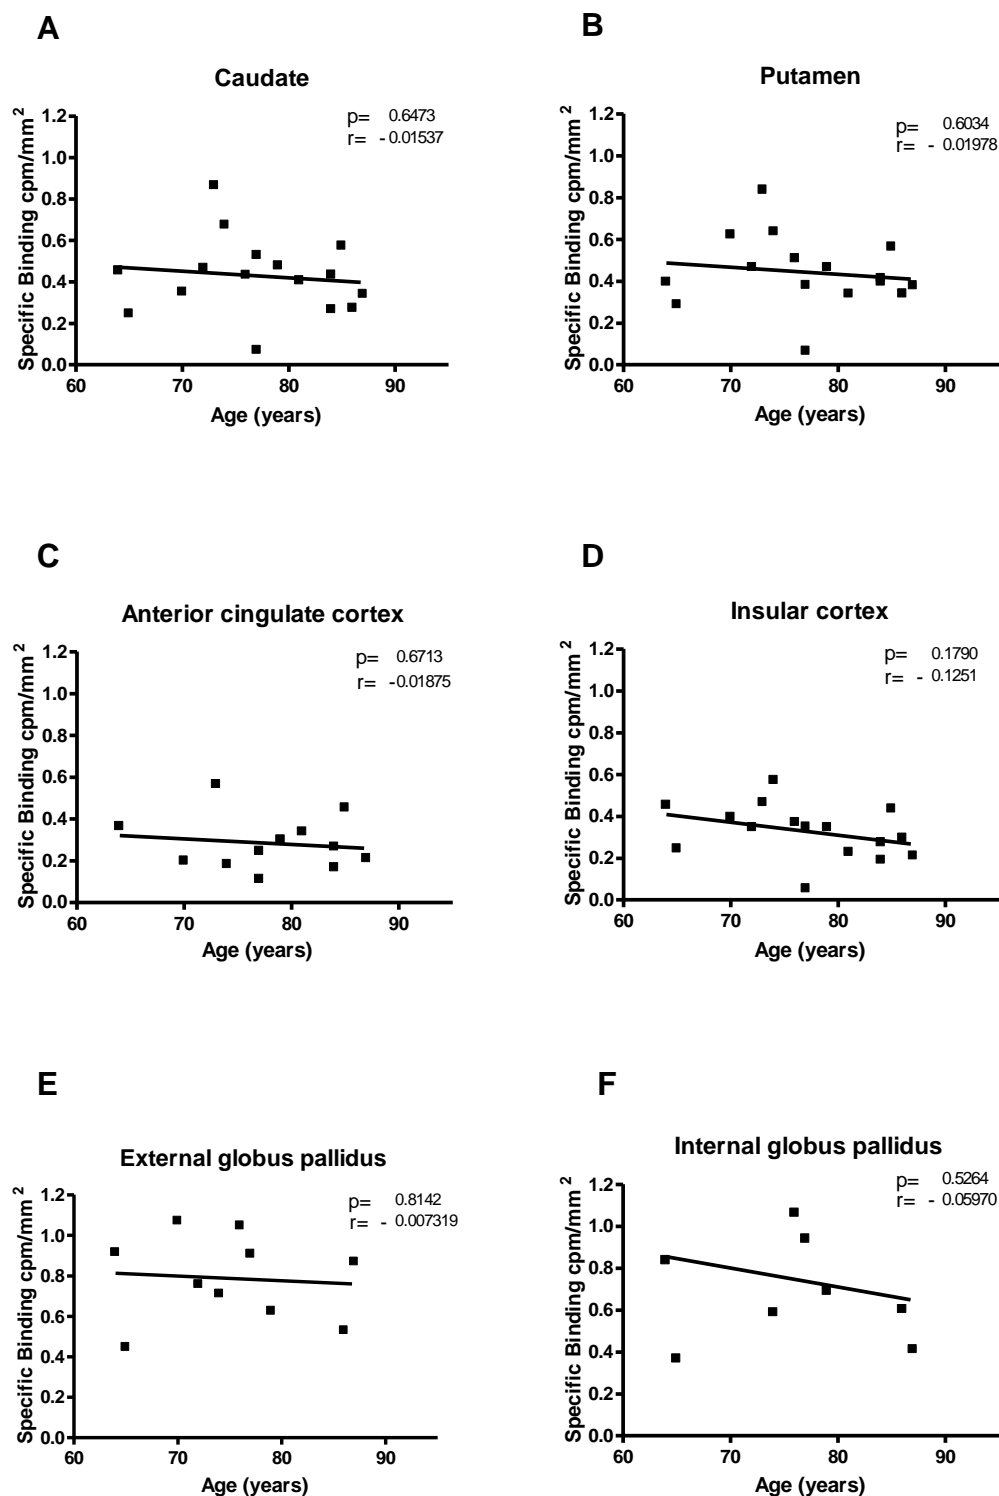 A
Caudate
p= 0.6473
r= - 0.01537
Specific Binding cpm/mm²
1.2
1.0
0.8
0.6
0.4
0.2
0.0
60 70 80 90
Age (years)
B
Putamen
p= 0.6034
r= - 0.01978
Specific Binding cpm/mm²
1.2
1.0
0.8
0.6
0.4
0.2
0.0
60 70 80 90
Age (years)
C
Anterior cingulate cortex
p= 0.6713
r= -0.01875
Specific Binding cpm/mm²
1.2
1.0
0.8
0.6
0.4
0.2
0.0
60 70 80 90
Age (years)
D
Insular cortex
p= 0.1790
r= - 0.1251
Specific Binding cpm/mm²
1.2
1.0
0.8
0.6
0.4
0.2
0.0
60 70 80 90
Age (years)
E
External globus pallidus
p= 0.8142
r= - 0.007319
Specific Binding cpm/mm²
1.2
1.0
0.8
0.6
0.4
0.2
0.0
60 70 80 90
Age (years)
F
Internal globus pallidus
p= 0.5264
r= - 0.05970
Specific Binding cpm/mm²
1.2
1.0
0.8
0.6
0.4
0.2
0.0
60 70 80 90
Age (years)